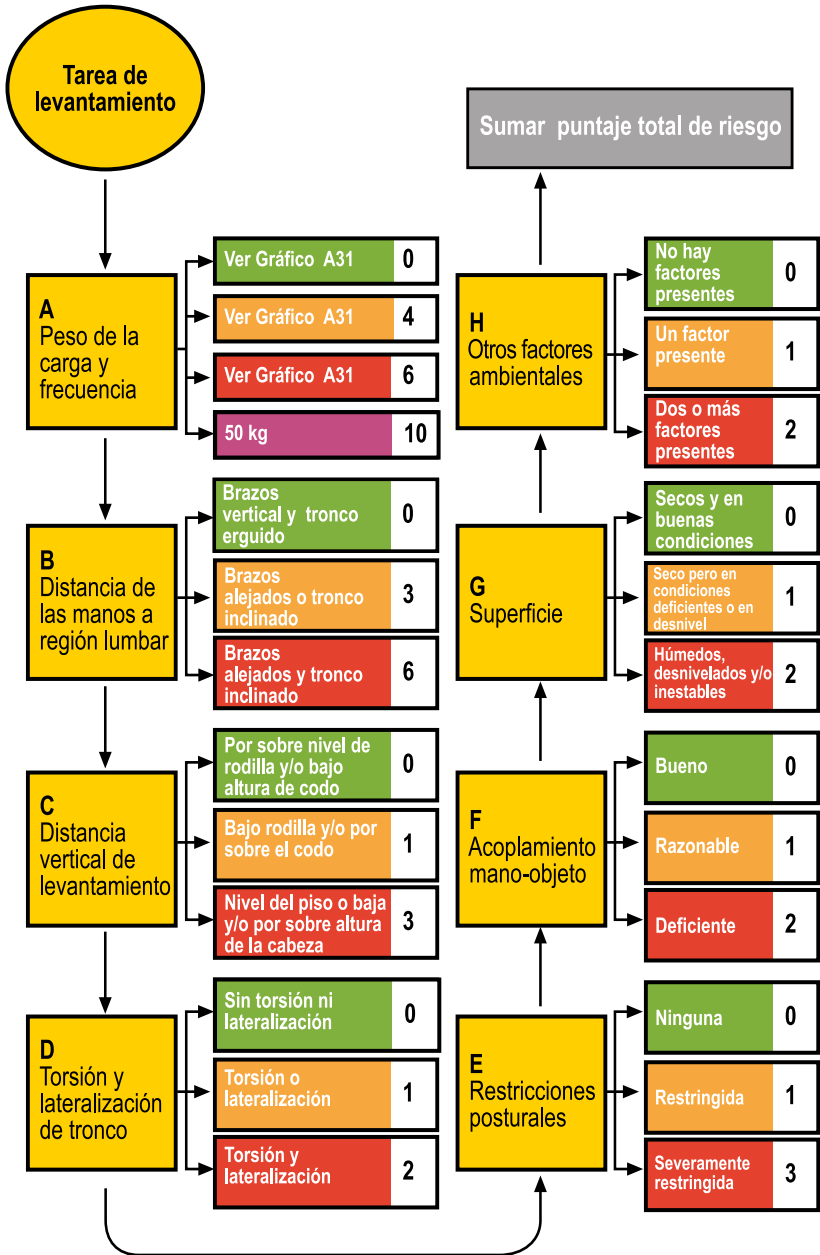 Tarea de
levantamiento
A
Peso de la
carga y
frecuencia
Ver Gráfico A31
0
Ver Gráfico A31
4
Ver Gráfico A31
6
50 kg
10
B
Distancia de
las manos a
región lumbar
Brazos
vertical y tronco
erguido
0
Brazos
alejados o tronco
inclinado
3
Brazos
alejados y tronco
inclinado
6
C
Distancia
vertical de
levantamiento
Por sobre nivel de
rodilla y/o bajo
altura de codo
0
Bajo rodilla y/o por
sobre el codo
1
Nivel del piso o baja
y/o por sobre altura
de la cabeza
3
D
Torsión y
lateralización
de tronco
Sin torsión ni
lateralización
0
Torsión o
lateralización
1
Torsión y
lateralización
2
E
Restricciones
posturales
Ninguna
0
Restringida
1
Severamente
restringida
3
F
Acoplamiento
mano-objeto
Bueno
0
Razonable
1
Deficiente
2
G
Superficie
Secos y en
buenas
condiciones
0
Seco pero en
condiciones
deficientes o en
desnivel
1
Húmedos,
desnivelados y/o
inestables
2
H
Otros factores
ambientales
No hay
factores
presentes
0
Un factor
presente
1
Dos o más
factores
presentes
2
Sumar puntaje total de riesgo